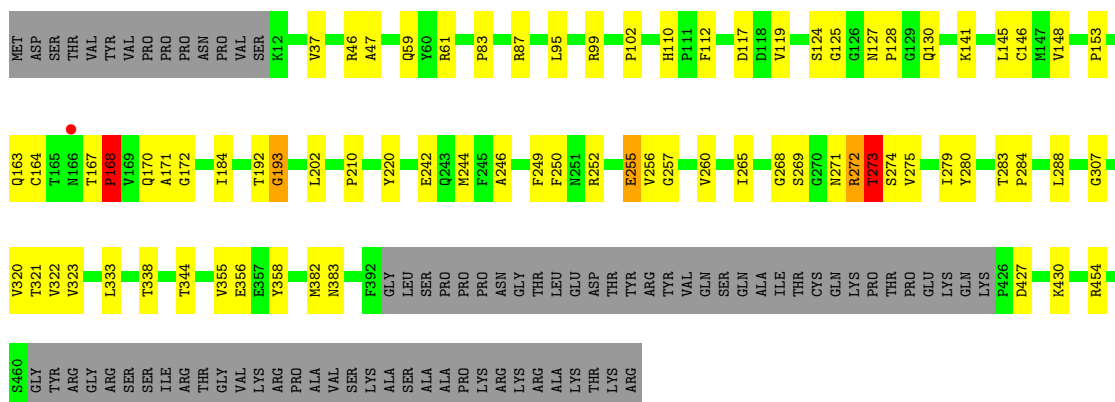 MET ASP SER THR VAL TYR VAL PRO PRO PRO ASN PRO VAL SER K12 V37 R46 A47 Q59 Y60 R61 P83 R87 L95 R99 P102 H110 P111 F112 D117 D118 V119 S124 G125 G126 N127 P128 G129 Q130 K141 L145 C146 M147 V148 P153
Q163 C164 T165 N166 T167 P168 V169 Q170 A171 G172 I184 T192 G193 L202 P210 Y220 E242 Q243 M244 F245 A246 F249 F250 N251 R252 E255 V256 G257 V260 I265 G268 S269 G270 N271 R272 T273 S274 V275 I279 Y280 T283 P284 L288 G307
V320 T321 V322 V323 L333 T338 T344 V355 E356 E357 Y358 M382 N383 F392 GLY LEU SER PRO PRO PRO ASN GLY THR LEU GLU ASP THR TYR ARG TYR VAL GLN SER GLN ALA ILE THR CYS GLN LYS PRO THR PRO GLU LYS GLN LYS P426 D427 K430 R454
S460 GLY TYR ARG GLY ARG SER SER ILE ARG THR GLY VAL LYS ARG PRO ALA VAL SER LYS ALA SER ALA ALA PRO LYS ARG LYS ARG ALA LYS THR LYS ARG